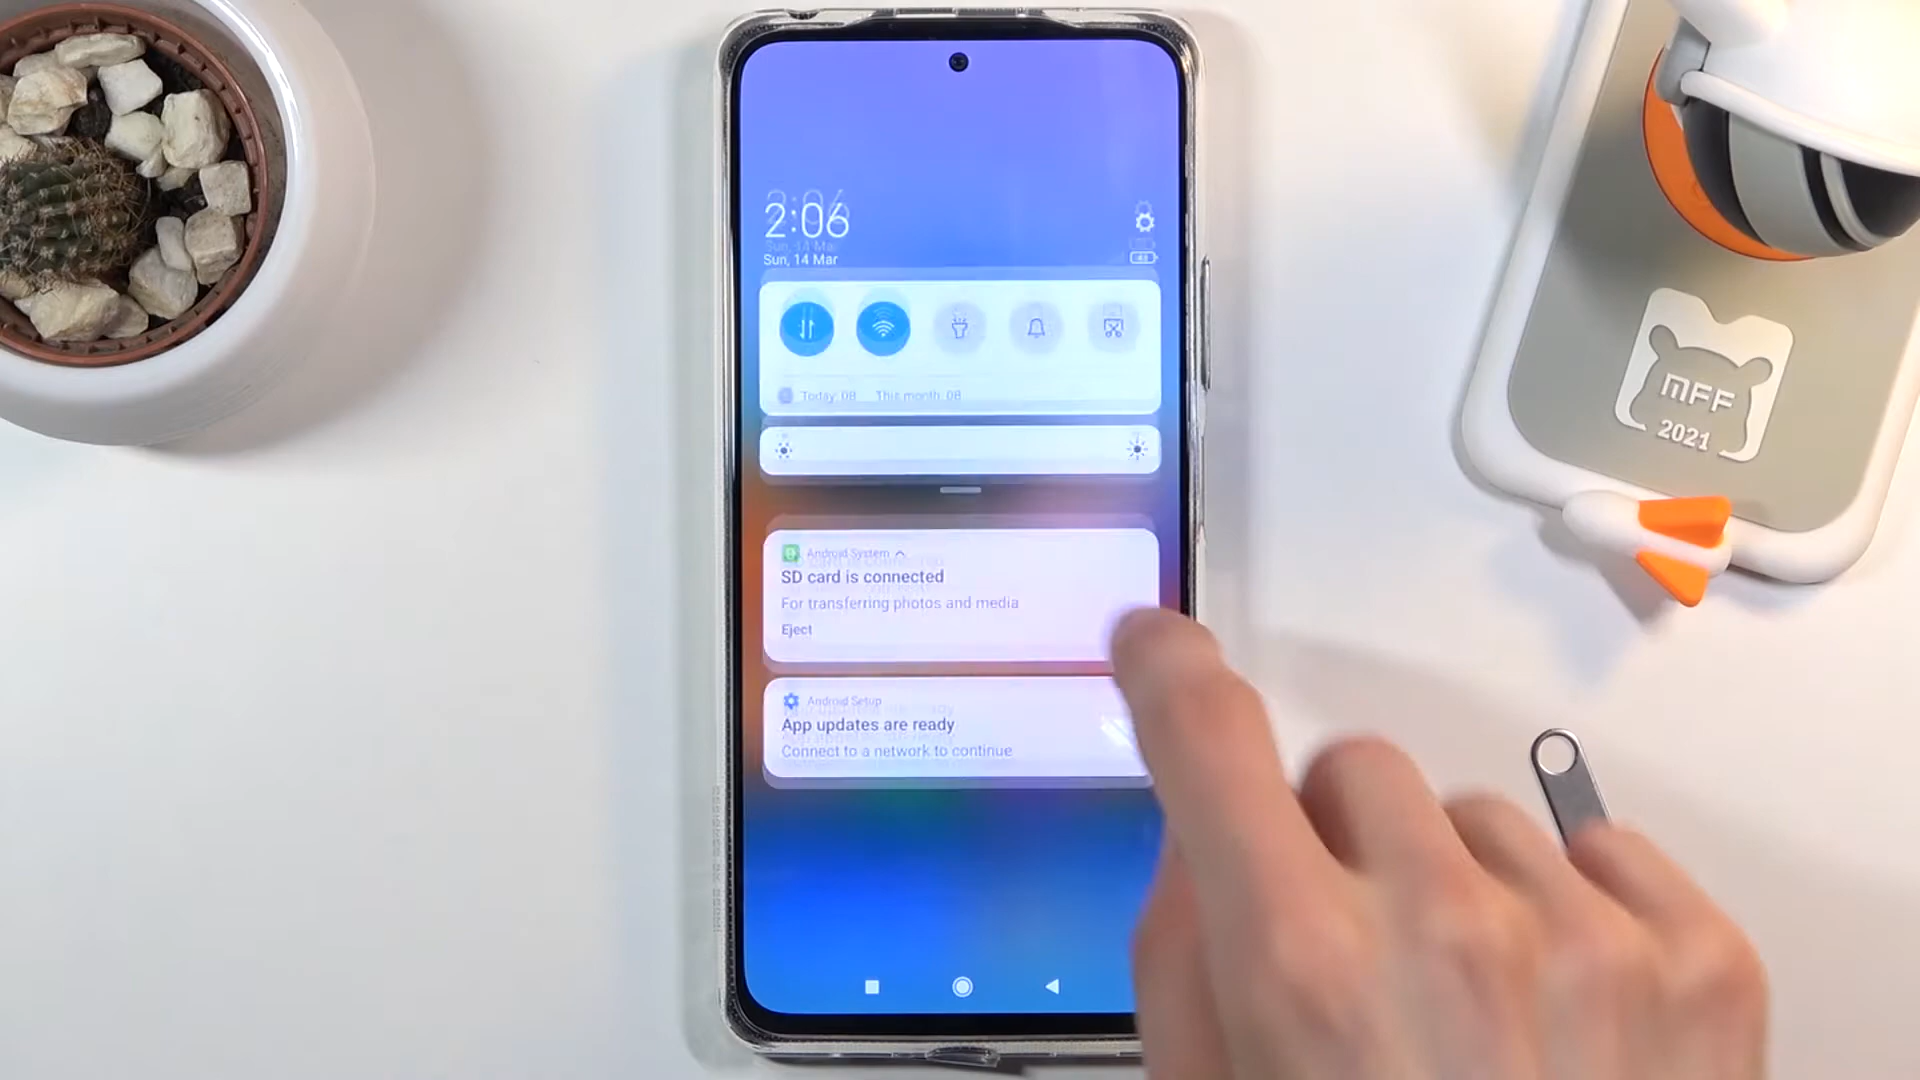 2:06
Sun, 14 Mar
Today: 0B This month: 0B
Android System
SD card is connected
For transferring photos and media
Eject
Android Setup
App updates are ready
Connect to a network to continue
MFF
2021